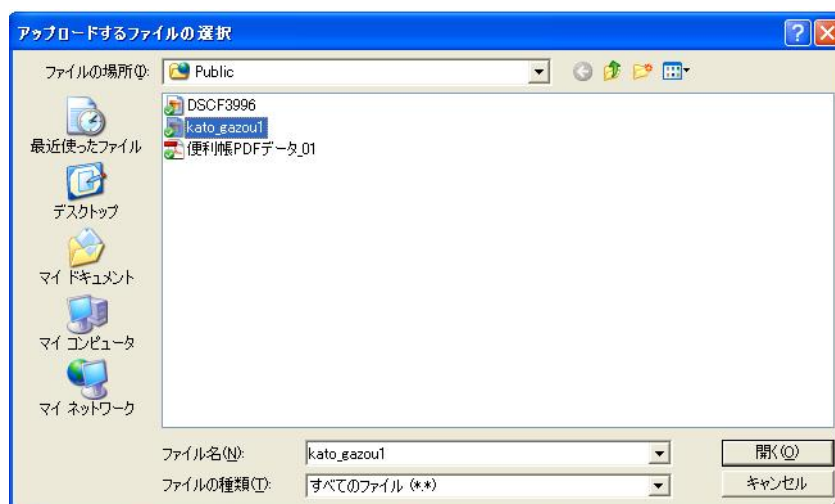 アップロードするファイルの選択
ファイルの場所(I):
Public
DSCF3996
kato_gazou1
便利帳PDFデータ_01
最近使ったファイル
デスクトップ
マイ ドキュメント
マイ コンピュータ
マイ ネットワーク
ファイル名(N):
kato_gazou1
開く(O)
ファイルの種類(T):
すべてのファイル (*.*)
キャンセル